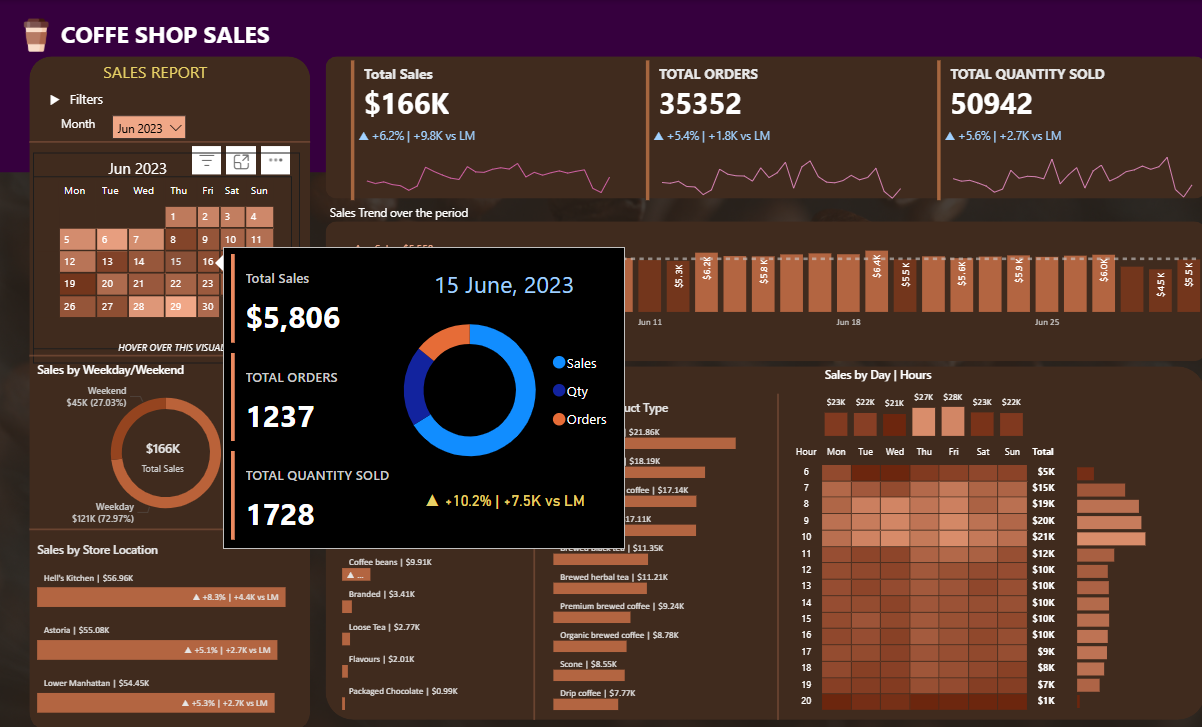 COFFE SHOP SALES
SALES REPORT
Filters
Month
Jun 2023
Jun 2023
Mon Tue Wed Thu Fri Sat Sun
1 2 3 4
5 6 7 8 9 10 11
12 13 14 15 16
19 20 21 22 23
26 27 28 29 30
HOVER OVER THIS VISUAL
Total Sales
$166K
▲ +6.2% | +9.8K vs LM
TOTAL ORDERS
35352
▲ +5.4% | +1.8K vs LM
TOTAL QUANTITY SOLD
50942
▲ +5.6% | +2.7K vs LM
Sales Trend over the period
$5.3K
$6.2K
$5.8K
$6.4K
$5.5K
$5.6K
$5.9K
$6.0K
$4.5K
$5.5K
Jun 11
Jun 18
Jun 25
Total Sales
$5,806
TOTAL ORDERS
1237
TOTAL QUANTITY SOLD
1728
15 June, 2023
Sales
Qty
Orders
▲ +10.2% | +7.5K vs LM
Sales by Weekday/Weekend
Weekend
$45K (27.03%)
$166K
Total Sales
Weekday
$121K (72.97%)
Sales by Store Location
Hell's Kitchen | $56.96K
▲ +8.3% | +4.4K vs LM
Astoria | $55.08K
▲ +5.1% | +2.7K vs LM
Lower Manhattan | $54.45K
▲ +5.3% | +2.7K vs LM
Coffee beans | $9.91K
▲ ...
Branded | $3.41K
Loose Tea | $2.77K
Flavours | $2.01K
Packaged Chocolate | $0.99K
uct Type
$21.86K
$18.19K
coffee | $17.14K
17.11K
Brewed black tea | $11.35K
Brewed herbal tea | $11.21K
Premium brewed coffee | $9.24K
Organic brewed coffee | $8.78K
Scone | $8.55K
Drip coffee | $7.77K
Sales by Day | Hours
$23K $22K $21K $27K $28K $23K $22K
Hour Mon Tue Wed Thu Fri Sat Sun Total
6 $5K
7 $15K
8 $19K
9 $20K
10 $21K
11 $12K
12 $10K
13 $10K
14 $10K
15 $10K
16 $10K
17 $9K
18 $8K
19 $7K
20 $1K